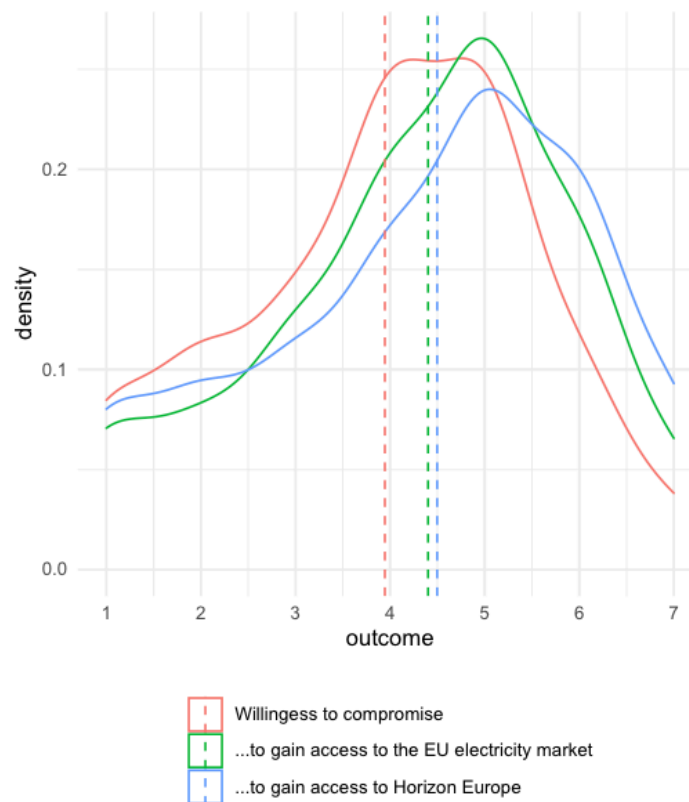 0.2
0.1
0.0
density
1 2 3 4 5 6 7
outcome
Willingess to compromise
...to gain access to the EU electricity market
...to gain access to Horizon Europe